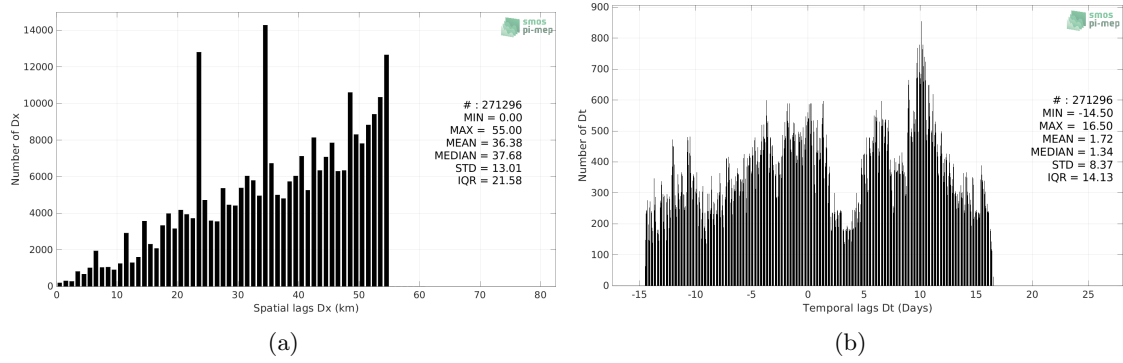 14000
12000
10000
8000
6000
4000
2000
0
Number of Dx
0 10 20 30 40 50 60 70 80
Spatial lags Dx (km)
smos
pi-mep
# : 271296
MIN = 0.00
MAX = 55.00
MEAN = 36.38
MEDIAN = 37.68
STD = 13.01
IQR = 21.58
(a)
900
800
700
600
500
400
300
200
100
0
Number of Dt
-15 -10 -5 0 5 10 15 20 25
Temporal lags Dt (Days)
smos
pi-mep
# : 271296
MIN = -14.50
MAX = 16.50
MEAN = 1.72
MEDIAN = 1.34
STD = 8.37
IQR = 14.13
(b)